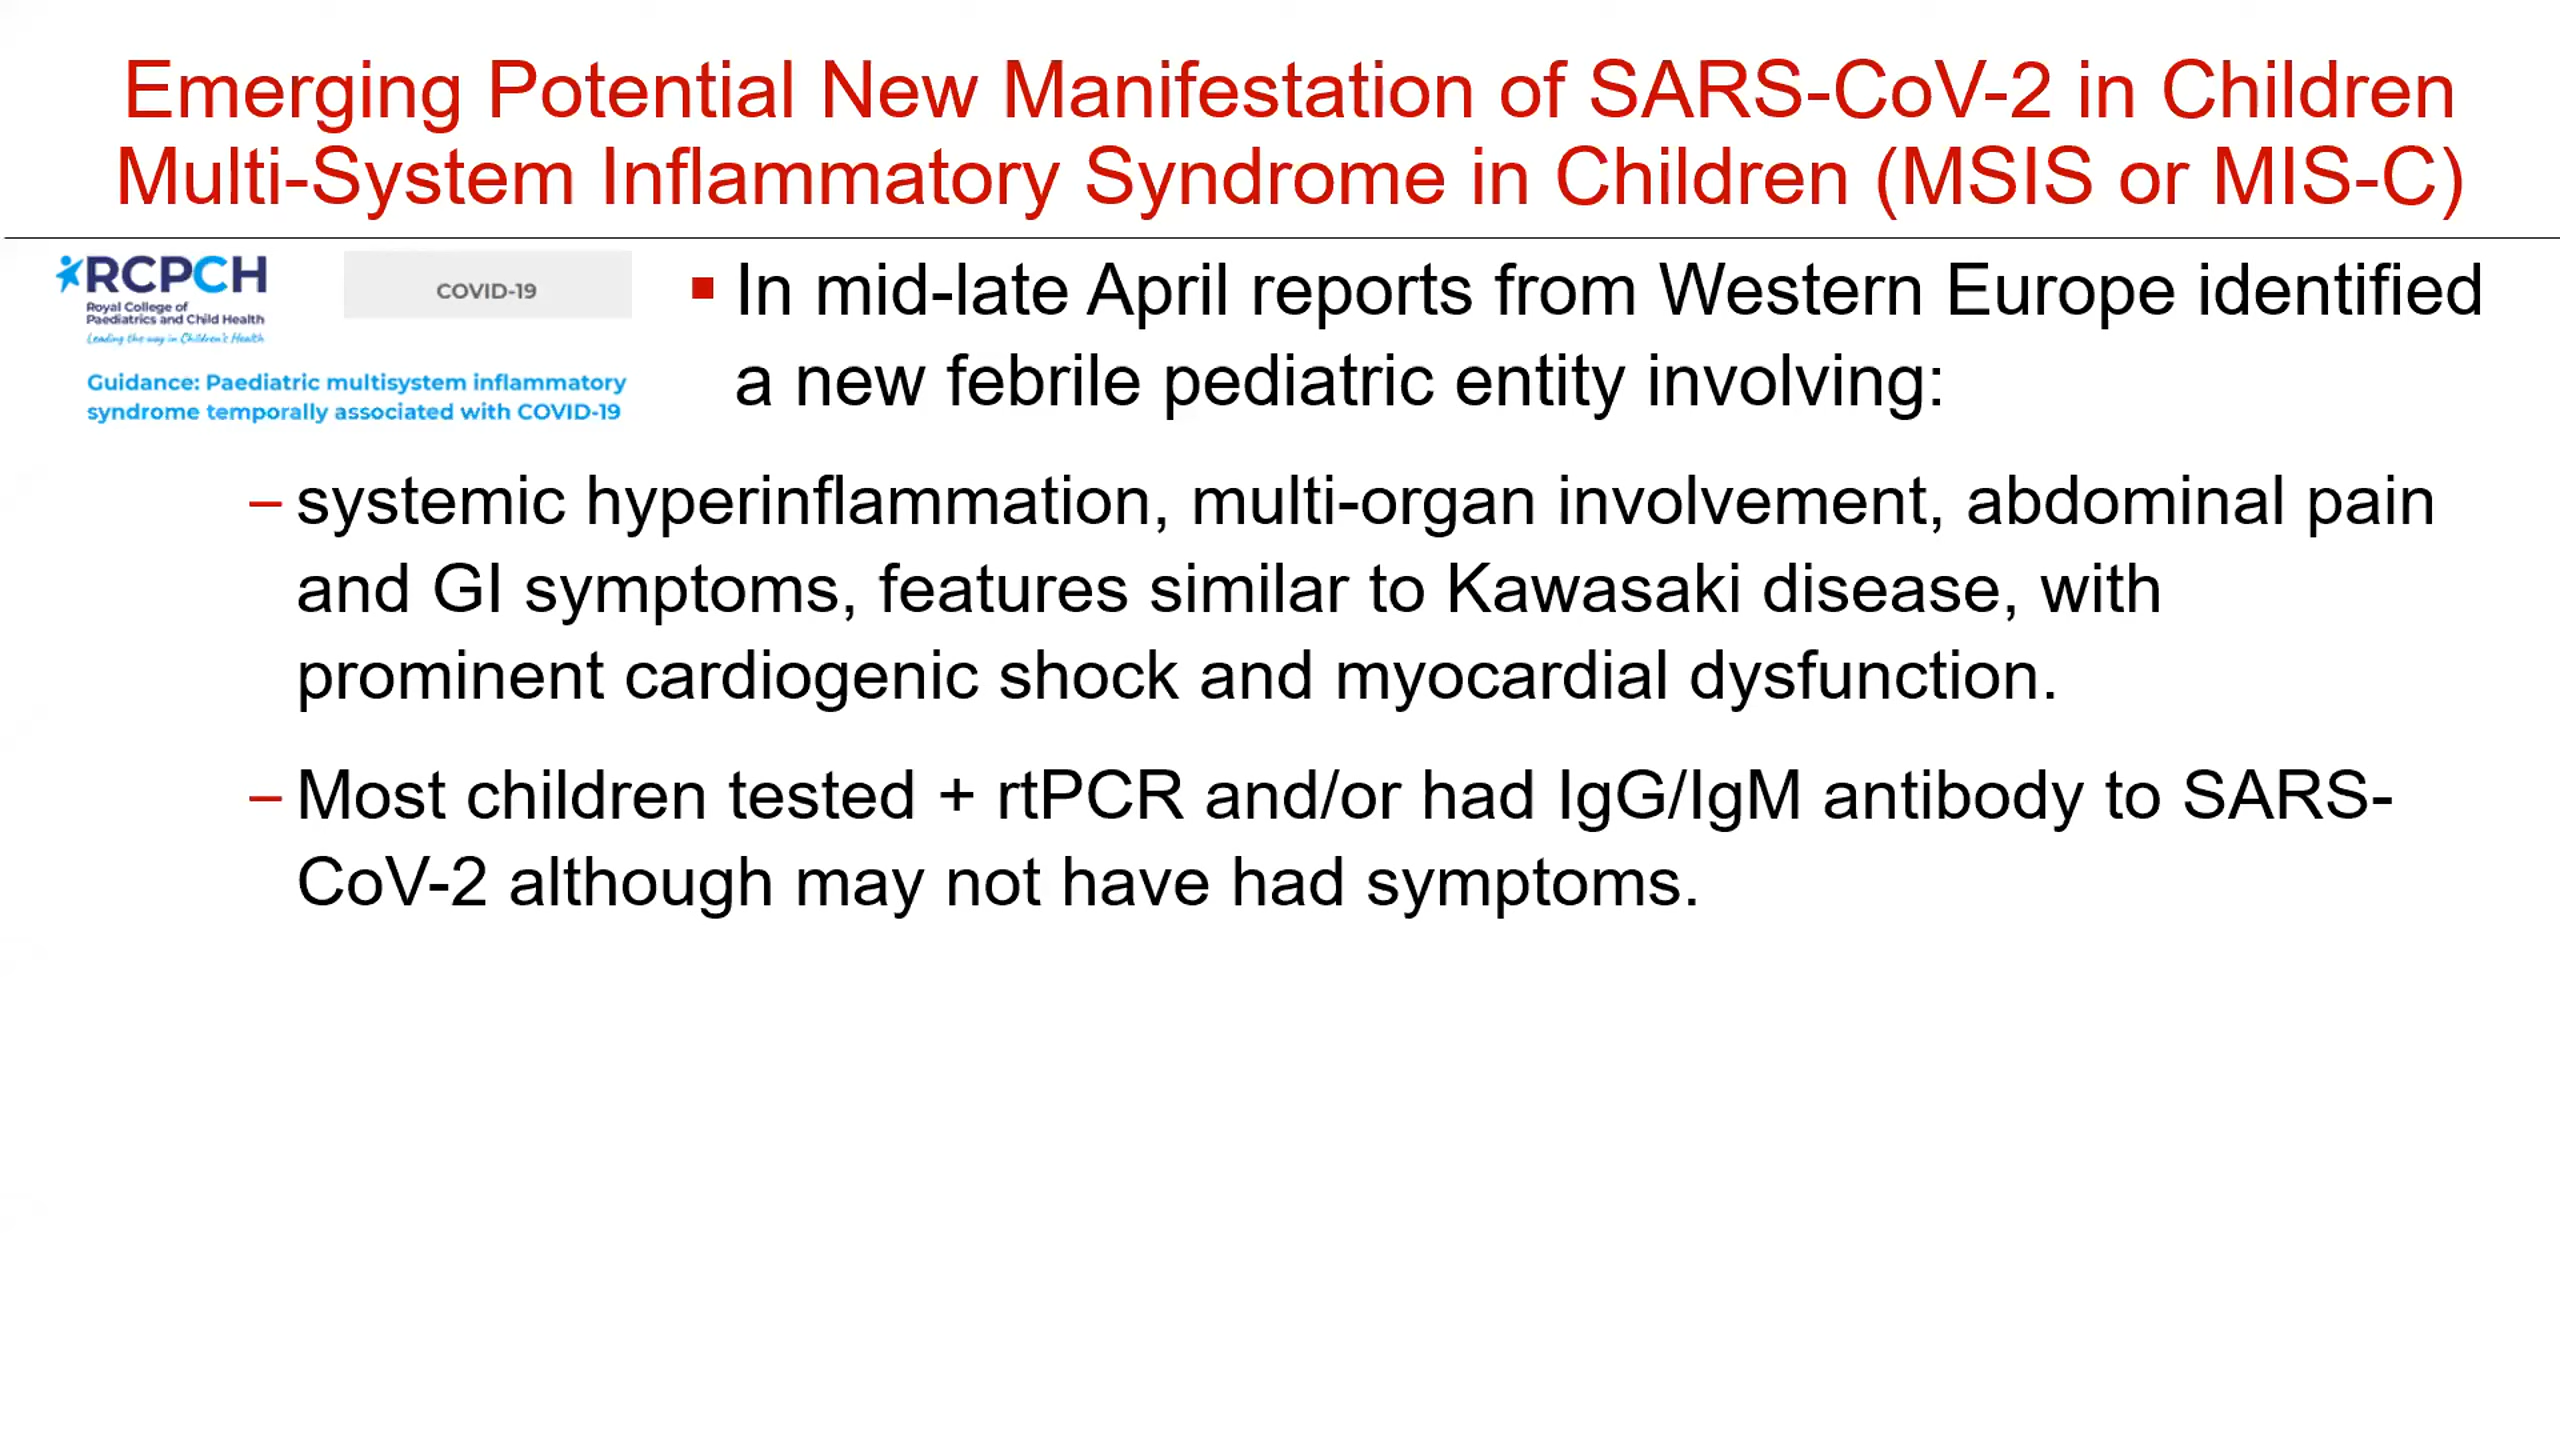 Emerging Potential New Manifestation of SARS-CoV-2 in Children
Multi-System Inflammatory Syndrome in Children (MSIS or MIS-C)
RCPCH
Royal College of
Paediatrics and Child Health
Leading the way in Children's Health
COVID-19
Guidance: Paediatric multisystem inflammatory
syndrome temporally associated with COVID-19
▪ In mid-late April reports from Western Europe identified
a new febrile pediatric entity involving:
– systemic hyperinflammation, multi-organ involvement, abdominal pain
and GI symptoms, features similar to Kawasaki disease, with
prominent cardiogenic shock and myocardial dysfunction.
– Most children tested + rtPCR and/or had IgG/IgM antibody to SARS-
CoV-2 although may not have had symptoms.